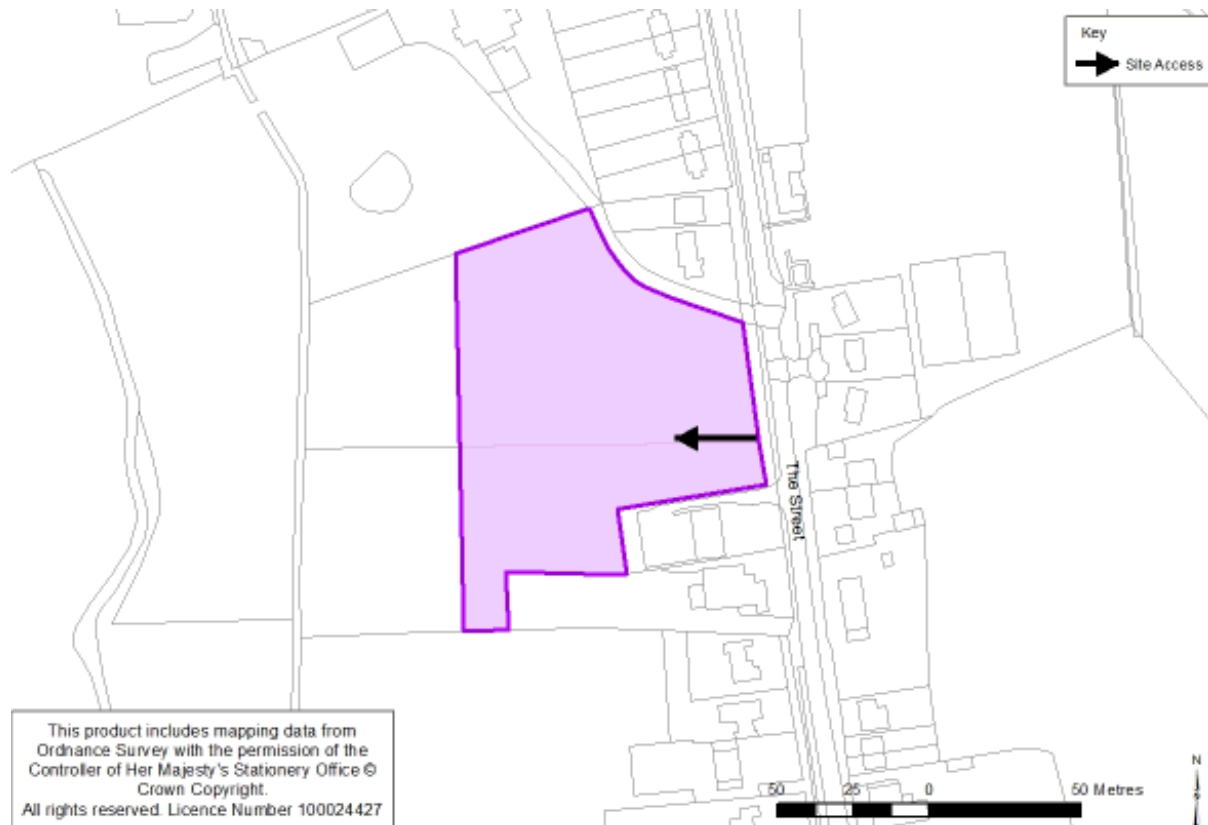 Key
Site Access
The Street
N
50 25 0 50 Metres
This product includes mapping data from
Ordnance Survey with the permission of the
Controller of Her Majesty's Stationery Office ©
Crown Copyright.
All rights reserved. Licence Number 100024427